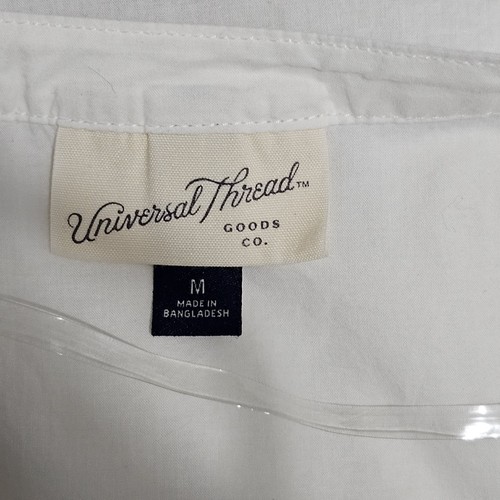 Universal Thread™
GOODS
CO.
M
MADE IN
BANGLADESH